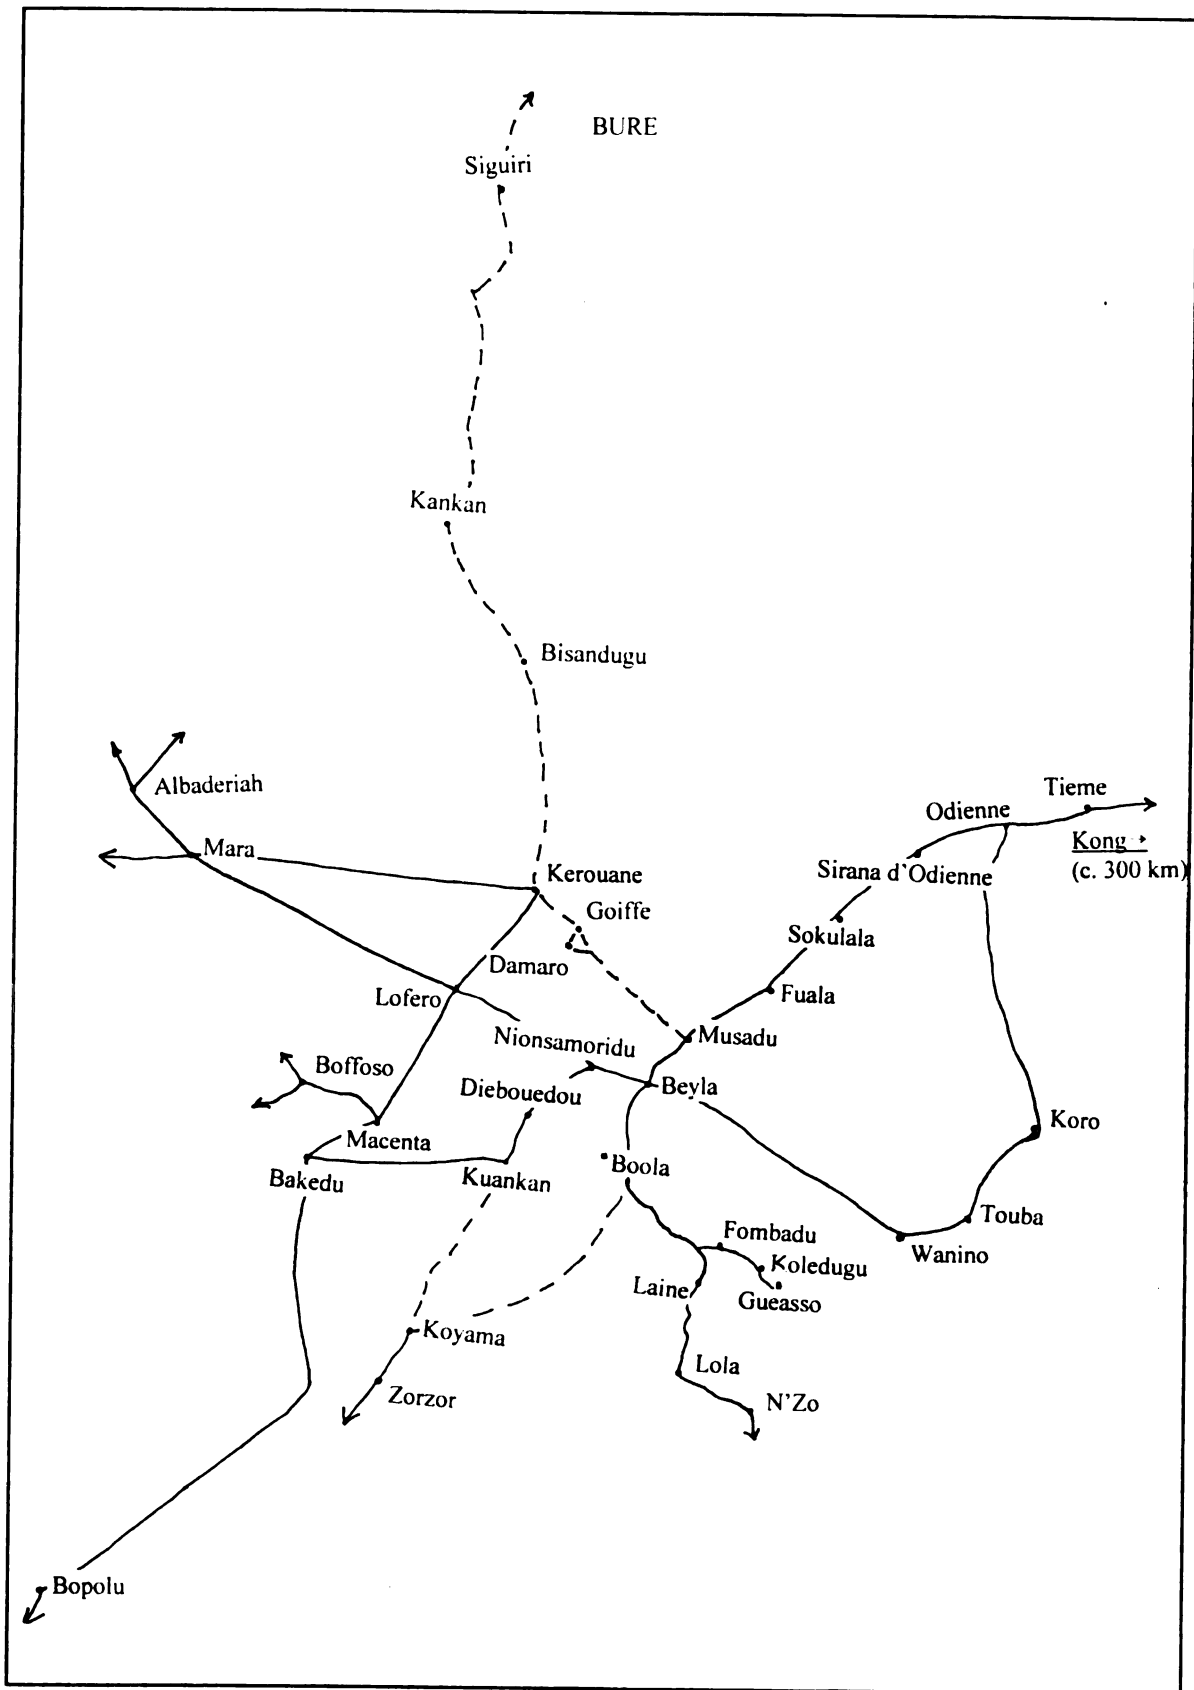 BURE
Siguiri
Kankan
Bisandugu
Albaderiah
Tieme
Odienne
Mara
Kong →
(c. 300 km)
Kerouane
Sirana d'Odienne
Goiffe
Sokulala
Damaro
Lofero
Fuala
Nionsamoridu
Musadu
Boffoso
Diebouedou
Beyla
Koro
Macenta
Boola
Bakedu
Kuankan
Touba
Fombadu
Wanino
Koledugu
Laine
Gueasso
Koyama
Lola
Zorzor
N'Zo
Bopolu